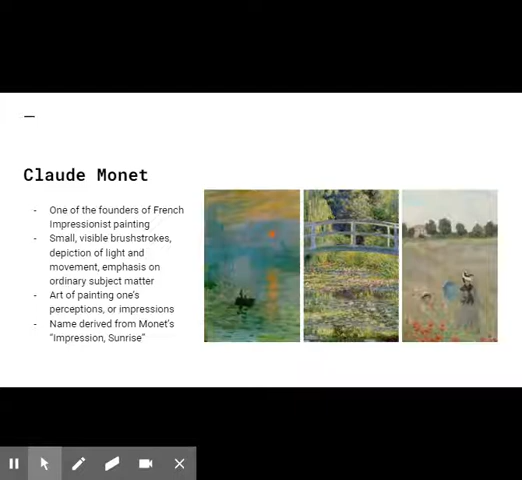 Claude Monet
- One of the founders of French
Impressionist painting
- Small, visible brushstrokes,
depiction of light and
movement, emphasis on
ordinary subject matter
- Art of painting one's
perceptions, or impressions
- Name derived from Monet's
"Impression, Sunrise"